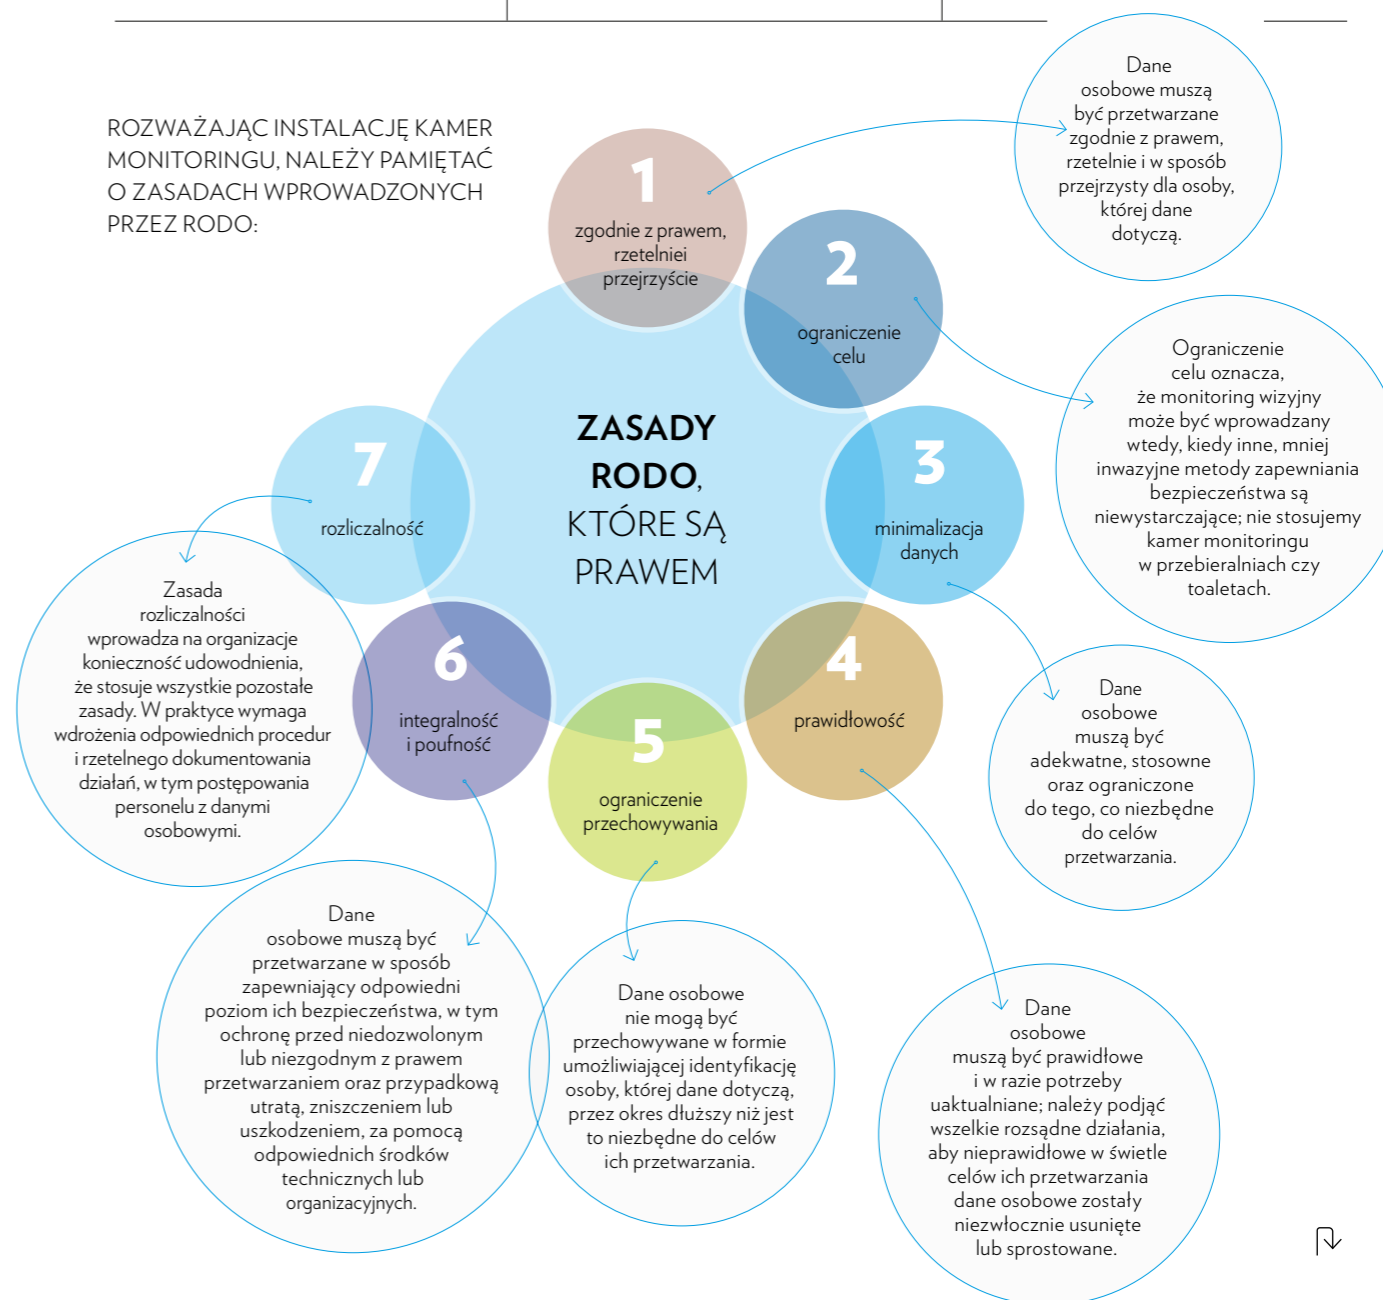 ROZWAŻAJĄC INSTALACJĘ KAMER
MONITORINGU, NALEŻY PAMIĘTAĆ
O ZASADACH WPROWADZONYCH
PRZEZ RODO:
ZASADY
RODO,
KTÓRE SĄ
PRAWEM
1
zgodnie z prawem,
rzetelniei
przejrzyście
Dane
osobowe muszą
być przetwarzane
zgodnie z prawem,
rzetelnie i w sposób
przejrzysty dla osoby,
której dane
dotyczą.
2
ograniczenie
celu
Ograniczenie
celu oznacza,
że monitoring wizyjny
może być wprowadzany
wtedy, kiedy inne, mniej
inwazyjne metody zapewniania
bezpieczeństwa są
niewystarczające; nie stosujemy
kamer monitoringu
w przebieralniach czy
toaletach.
3
minimalizacja
danych
Dane
osobowe
muszą być
adekwatne, stosowne
oraz ograniczone
do tego, co niezbędne
do celów
przetwarzania.
4
prawidłowość
Dane
osobowe
muszą być prawidłowe
i w razie potrzeby
uaktualniane; należy podjąć
wszelkie rozsądne działania,
aby nieprawidłowe w świetle
celów ich przetwarzania
dane osobowe zostały
niezwłocznie usunięte
lub sprostowane.
5
ograniczenie
przechowywania
Dane osobowe
nie mogą być
przechowywane w formie
umożliwiającej identyfikację
osoby, której dane dotyczą,
przez okres dłuższy niż jest
to niezbędne do celów
ich przetwarzania.
6
integralność
i poufność
Dane
osobowe muszą być
przetwarzane w sposób
zapewniający odpowiedni
poziom ich bezpieczeństwa, w tym
ochronę przed niedozwolonym
lub niezgodnym z prawem
przetwarzaniem oraz przypadkową
utratą, zniszczeniem lub
uszkodzeniem, za pomocą
odpowiednich środków
technicznych lub
organizacyjnych.
7
rozliczalność
Zasada
rozliczalności
wprowadza na organizacje
konieczność udowodnienia,
że stosuje wszystkie pozostałe
zasady. W praktyce wymaga
wdrożenia odpowiednich procedur
i rzetelnego dokumentowania
działań, w tym postępowania
personelu z danymi
osobowymi.